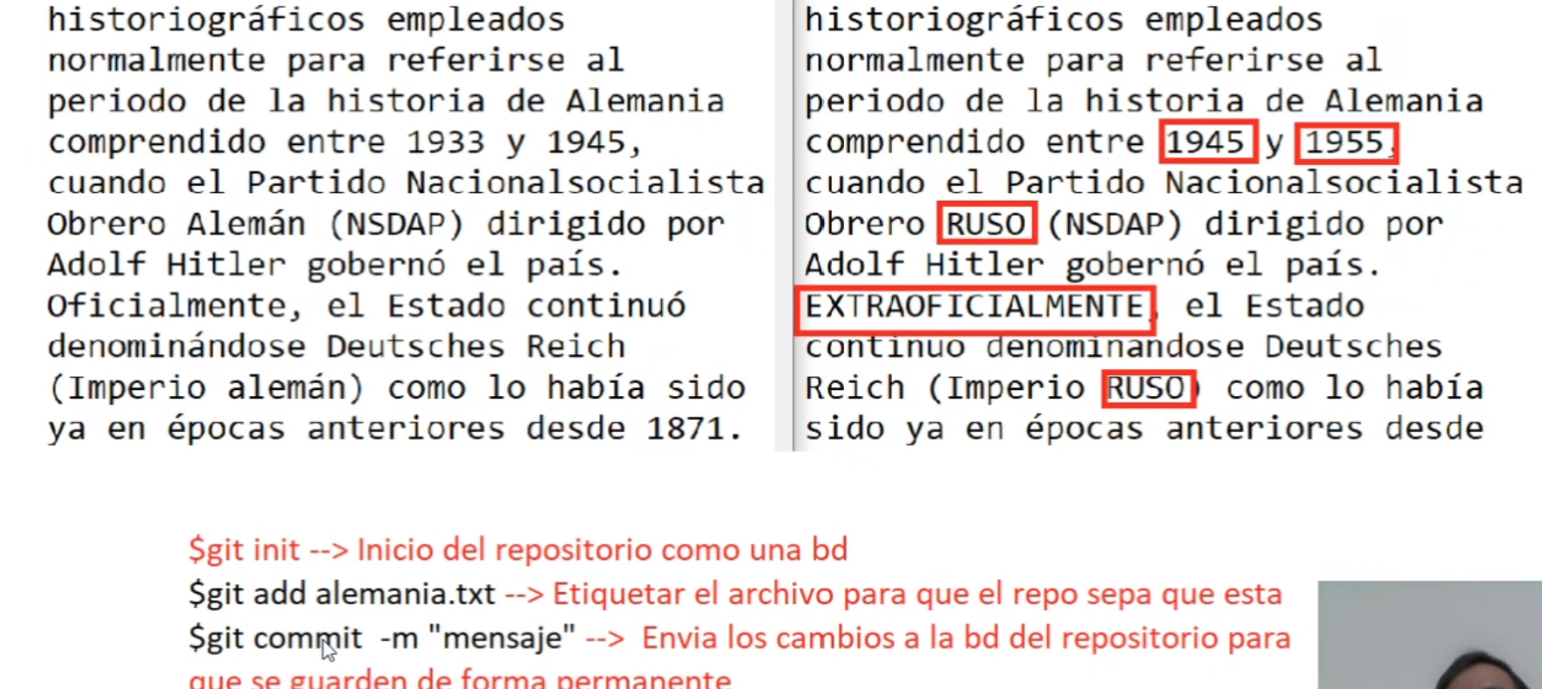 historiográficos empleados
normalmente para referirse al
periodo de la historia de Alemania
comprendido entre 1933 y 1945,
cuando el Partido Nacionalsocialista
Obrero Alemán (NSDAP) dirigido por
Adolf Hitler gobernó el país.
Oficialmente, el Estado continuó
denominándose Deutsches Reich
(Imperio alemán) como lo había sido
ya en épocas anteriores desde 1871.
historiográficos empleados
normalmente para referirse al
periodo de la historia de Alemania
comprendido entre 1945 y 1955,
cuando el Partido Nacionalsocialista
Obrero RUSO (NSDAP) dirigido por
Adolf Hitler gobernó el país.
EXTRAOFICIALMENTE, el Estado
continuó denominándose Deutsches
Reich (Imperio RUSO) como lo había
sido ya en épocas anteriores desde
$git init --> Inicio del repositorio como una bd
$git add alemania.txt --> Etiquetar el archivo para que el repo sepa que esta
$git commit -m "mensaje" --> Envia los cambios a la bd del repositorio para
que se guarden de forma permanente